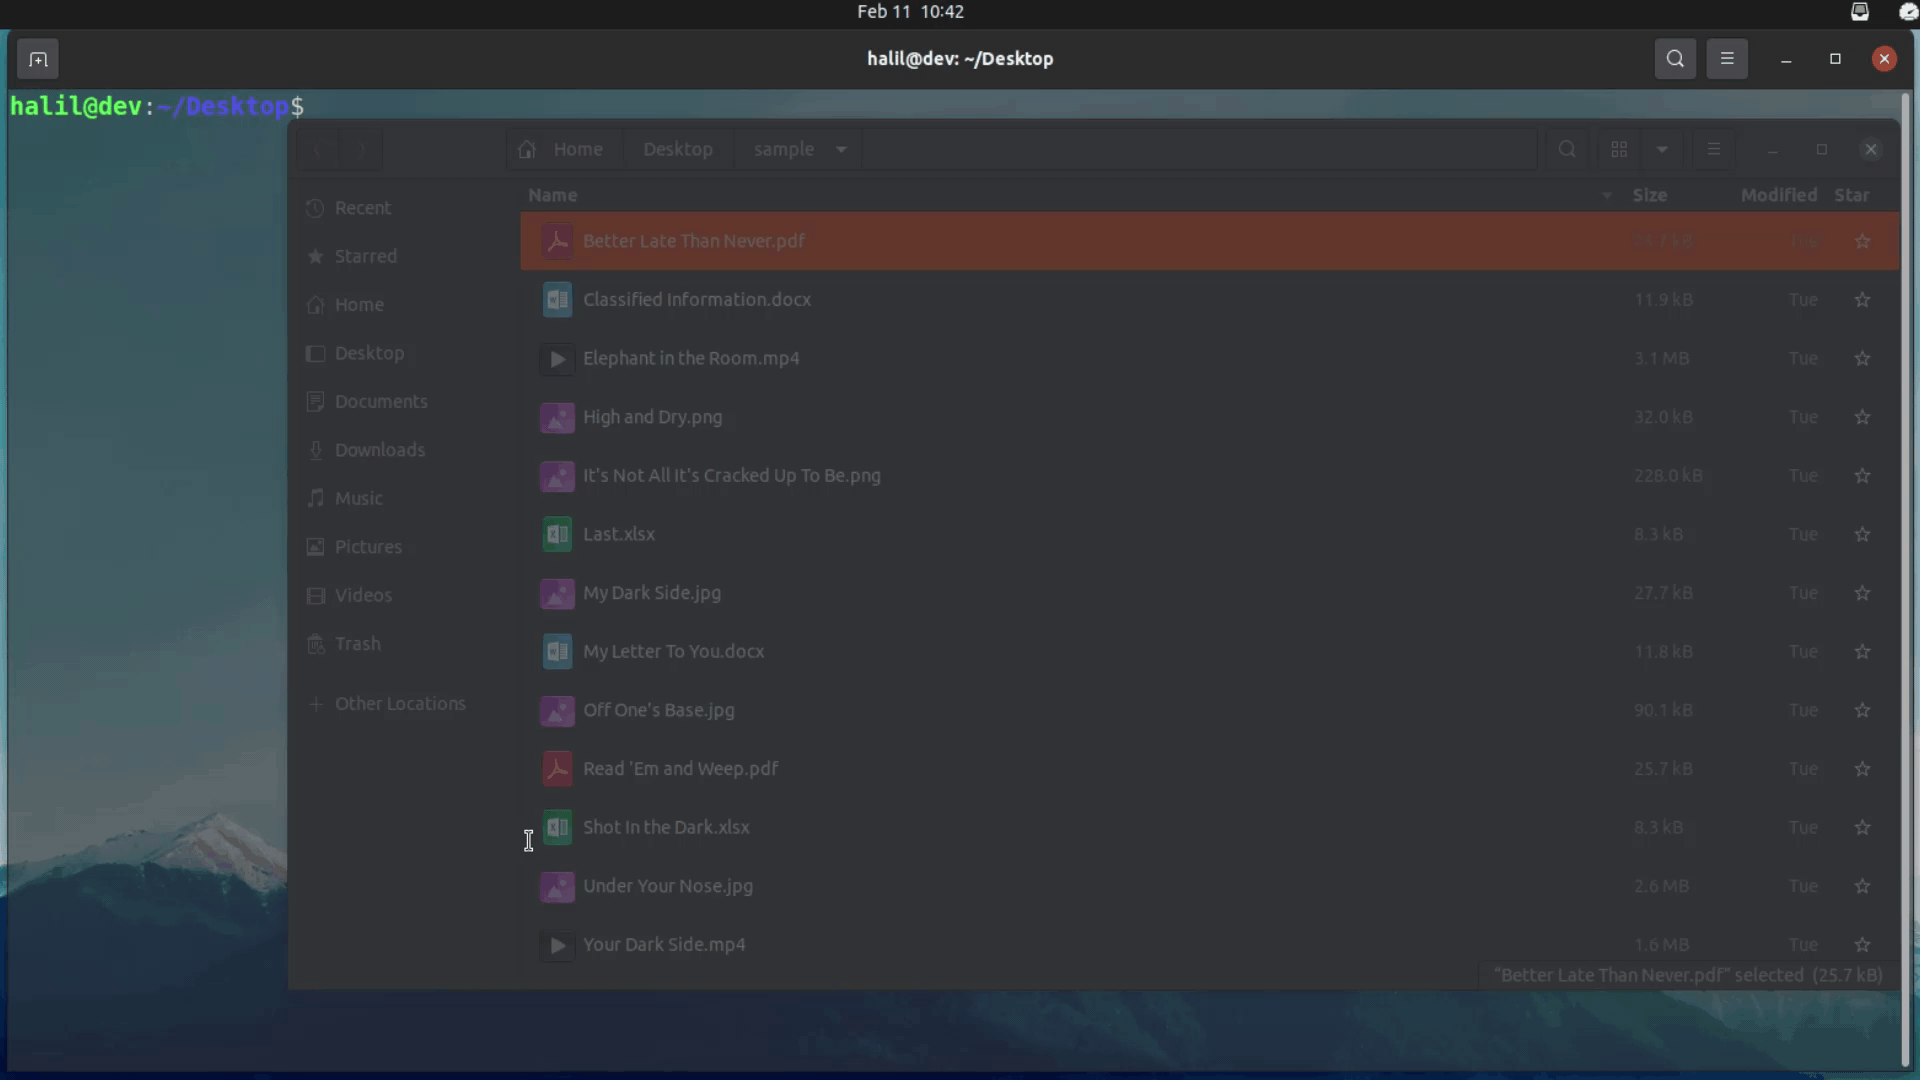 Feb 11 10:42
halil@dev: ~/Desktop
halil@dev:~/Desktop$
Home Desktop sample
Recent
Starred
Home
Desktop
Documents
Downloads
Music
Pictures
Videos
Trash
Other Locations
Name Size Modified Star
Better Late Than Never.pdf 25.7 kB Tue
Classified Information.docx 11.9 kB Tue
Elephant in the Room.mp4 3.1 MB Tue
High and Dry.png 32.0 kB Tue
It's Not All It's Cracked Up To Be.png 228.0 kB Tue
Last.xlsx 8.3 kB Tue
My Dark Side.jpg 27.7 kB Tue
My Letter To You.docx 11.8 kB Tue
Off One's Base.jpg 90.1 kB Tue
Read 'Em and Weep.pdf 25.7 kB Tue
Shot In the Dark.xlsx 8.3 kB Tue
Under Your Nose.jpg 2.6 MB Tue
Your Dark Side.mp4 1.6 MB Tue
“Better Late Than Never.pdf” selected (25.7 kB)